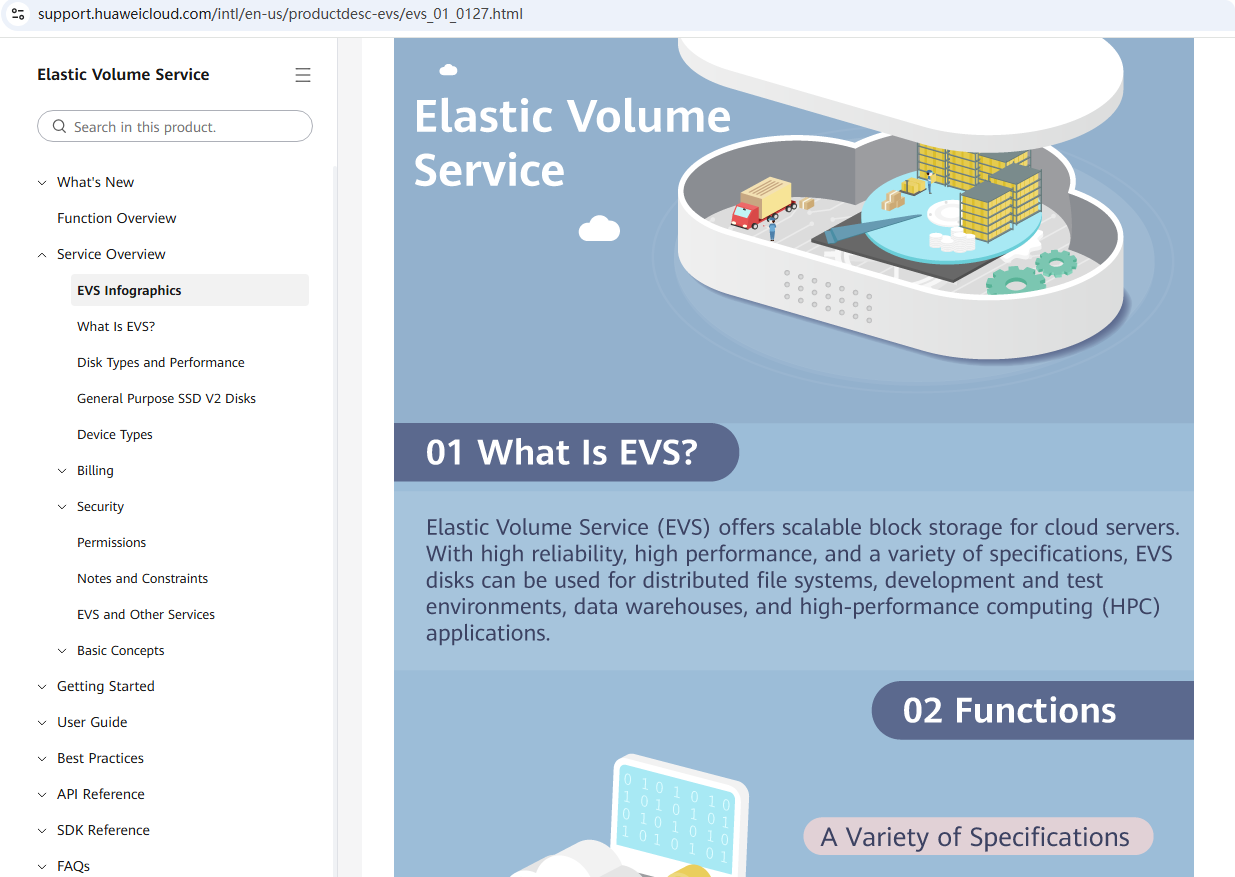 support.huaweicloud.com/intl/en-us/productdesc-evs/evs_01_0127.html
Elastic Volume Service
Search in this product.
What's New
Function Overview
Service Overview
EVS Infographics
What Is EVS?
Disk Types and Performance
General Purpose SSD V2 Disks
Device Types
Billing
Security
Permissions
Notes and Constraints
EVS and Other Services
Basic Concepts
Getting Started
User Guide
Best Practices
API Reference
SDK Reference
FAQs
Elastic Volume
Service
01 What Is EVS?
Elastic Volume Service (EVS) offers scalable block storage for cloud servers.
With high reliability, high performance, and a variety of specifications, EVS
disks can be used for distributed file systems, development and test
environments, data warehouses, and high-performance computing (HPC)
applications.
02 Functions
0 1 0 1 0 1 0
1 0 1 0 1 0 1
0 1 0 1 0 1 0
1 0 1 0 1 0 1
A Variety of Specifications